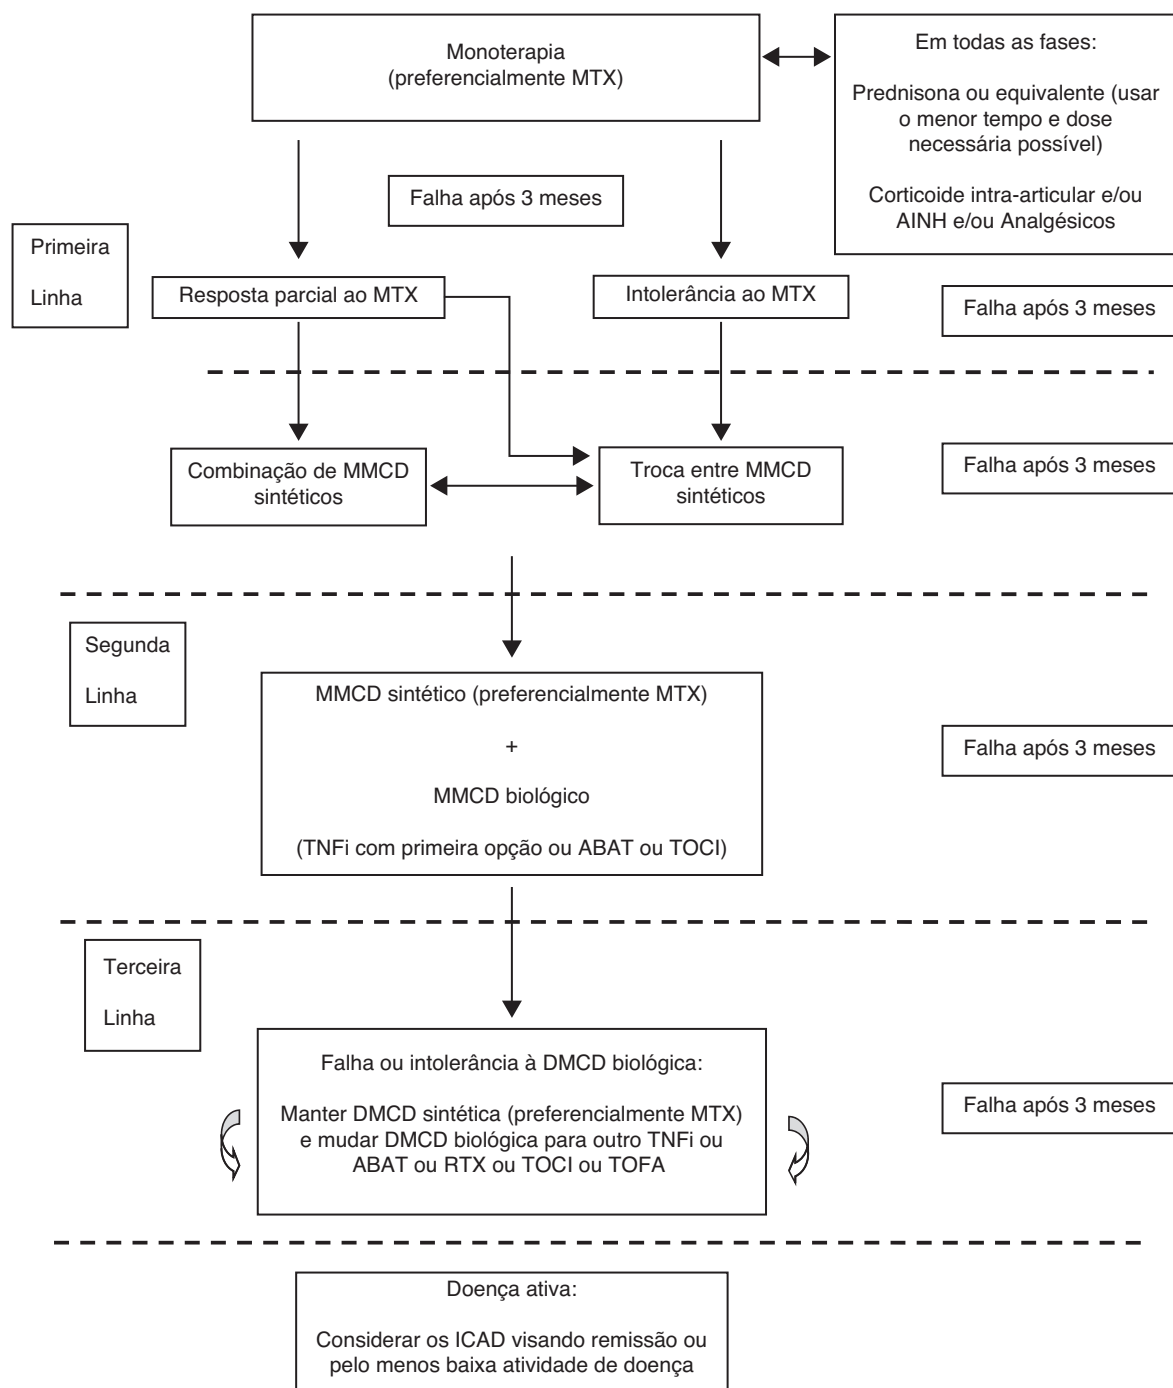 Monoterapia
(preferencialmente MTX)
Em todas as fases:
Prednisona ou equivalente (usar
o menor tempo e dose
necessária possível)
Corticoide intra-articular e/ou
AINH e/ou Analgésicos
Falha após 3 meses
Primeira
Linha
Resposta parcial ao MTX
Intolerância ao MTX
Falha após 3 meses
Combinação de MMCD
sintéticos
Troca entre MMCD
sintéticos
Falha após 3 meses
Segunda
Linha
MMCD sintético (preferencialmente MTX)
+
MMCD biológico
(TNFi com primeira opção ou ABAT ou TOCI)
Falha após 3 meses
Terceira
Linha
Falha ou intolerância à DMCD biológica:
Manter DMCD sintética (preferencialmente MTX)
e mudar DMCD biológica para outro TNFi ou
ABAT ou RTX ou TOCI ou TOFA
Falha após 3 meses
Doença ativa:
Considerar os ICAD visando remissão ou
pelo menos baixa atividade de doença